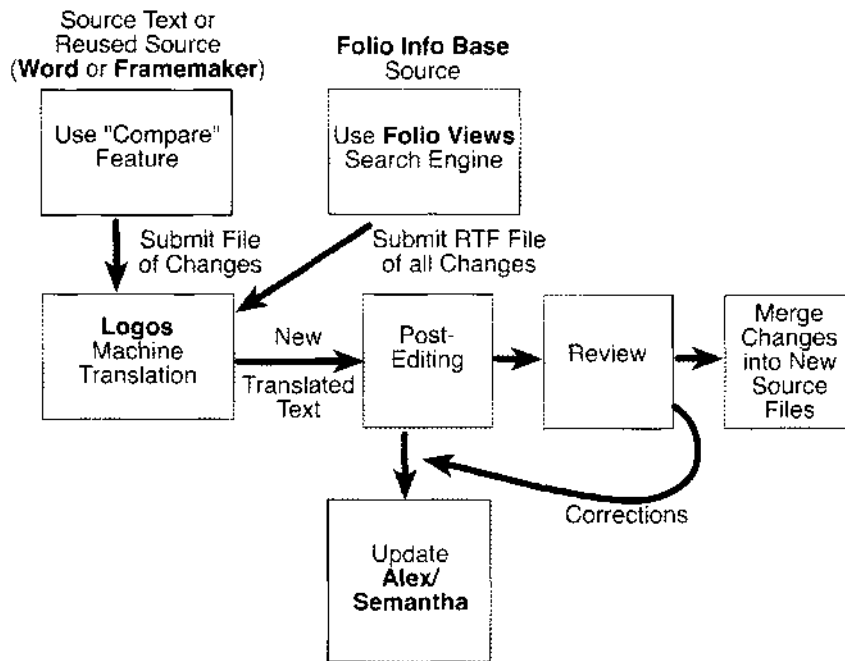 Source Text or
Reused Source
(Word or Framemaker)
Use "Compare"
Feature
Folio Info Base
Source
Use Folio Views
Search Engine
Submit File
of Changes
Submit RTF File
of all Changes
Logos
Machine
Translation
New
Translated
Text
Post-
Editing
Review
Merge
Changes
into New
Source
Files
Corrections
Update
Alex/
Semantha